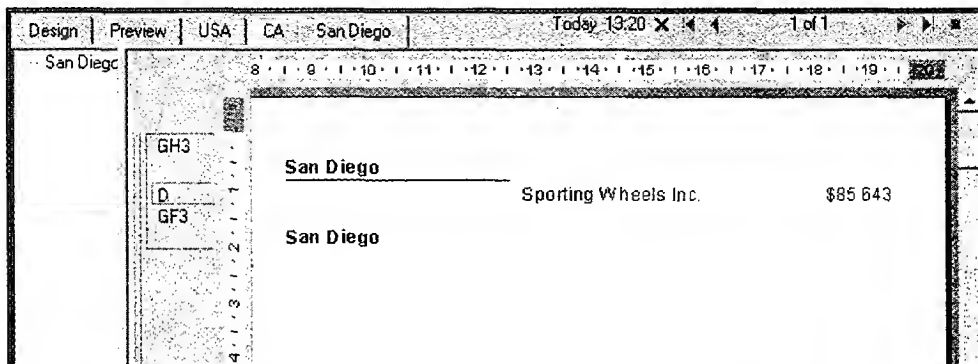 Design Preview USA CA San Diego Today 13:20 1 of 1
San Diego
8 9 10 11 12 13 14 15 16 17 18 19
GH3
San Diego
D 1 Sporting Wheels Inc. $85 643
GF3
San Diego
2
3
4